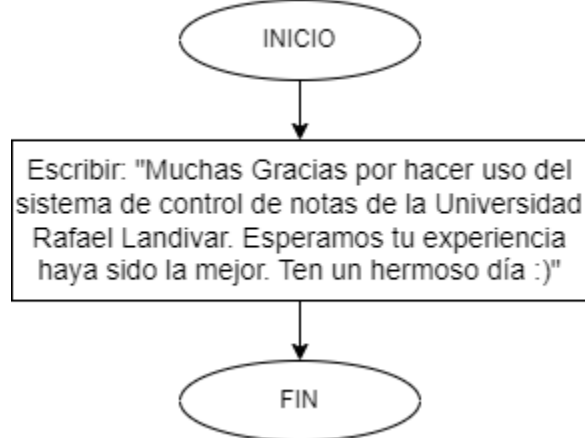 INICIO
Escribir: "Muchas Gracias por hacer uso del
sistema de control de notas de la Universidad
Rafael Landivar. Esperamos tu experiencia
haya sido la mejor. Ten un hermoso día :)"
FIN